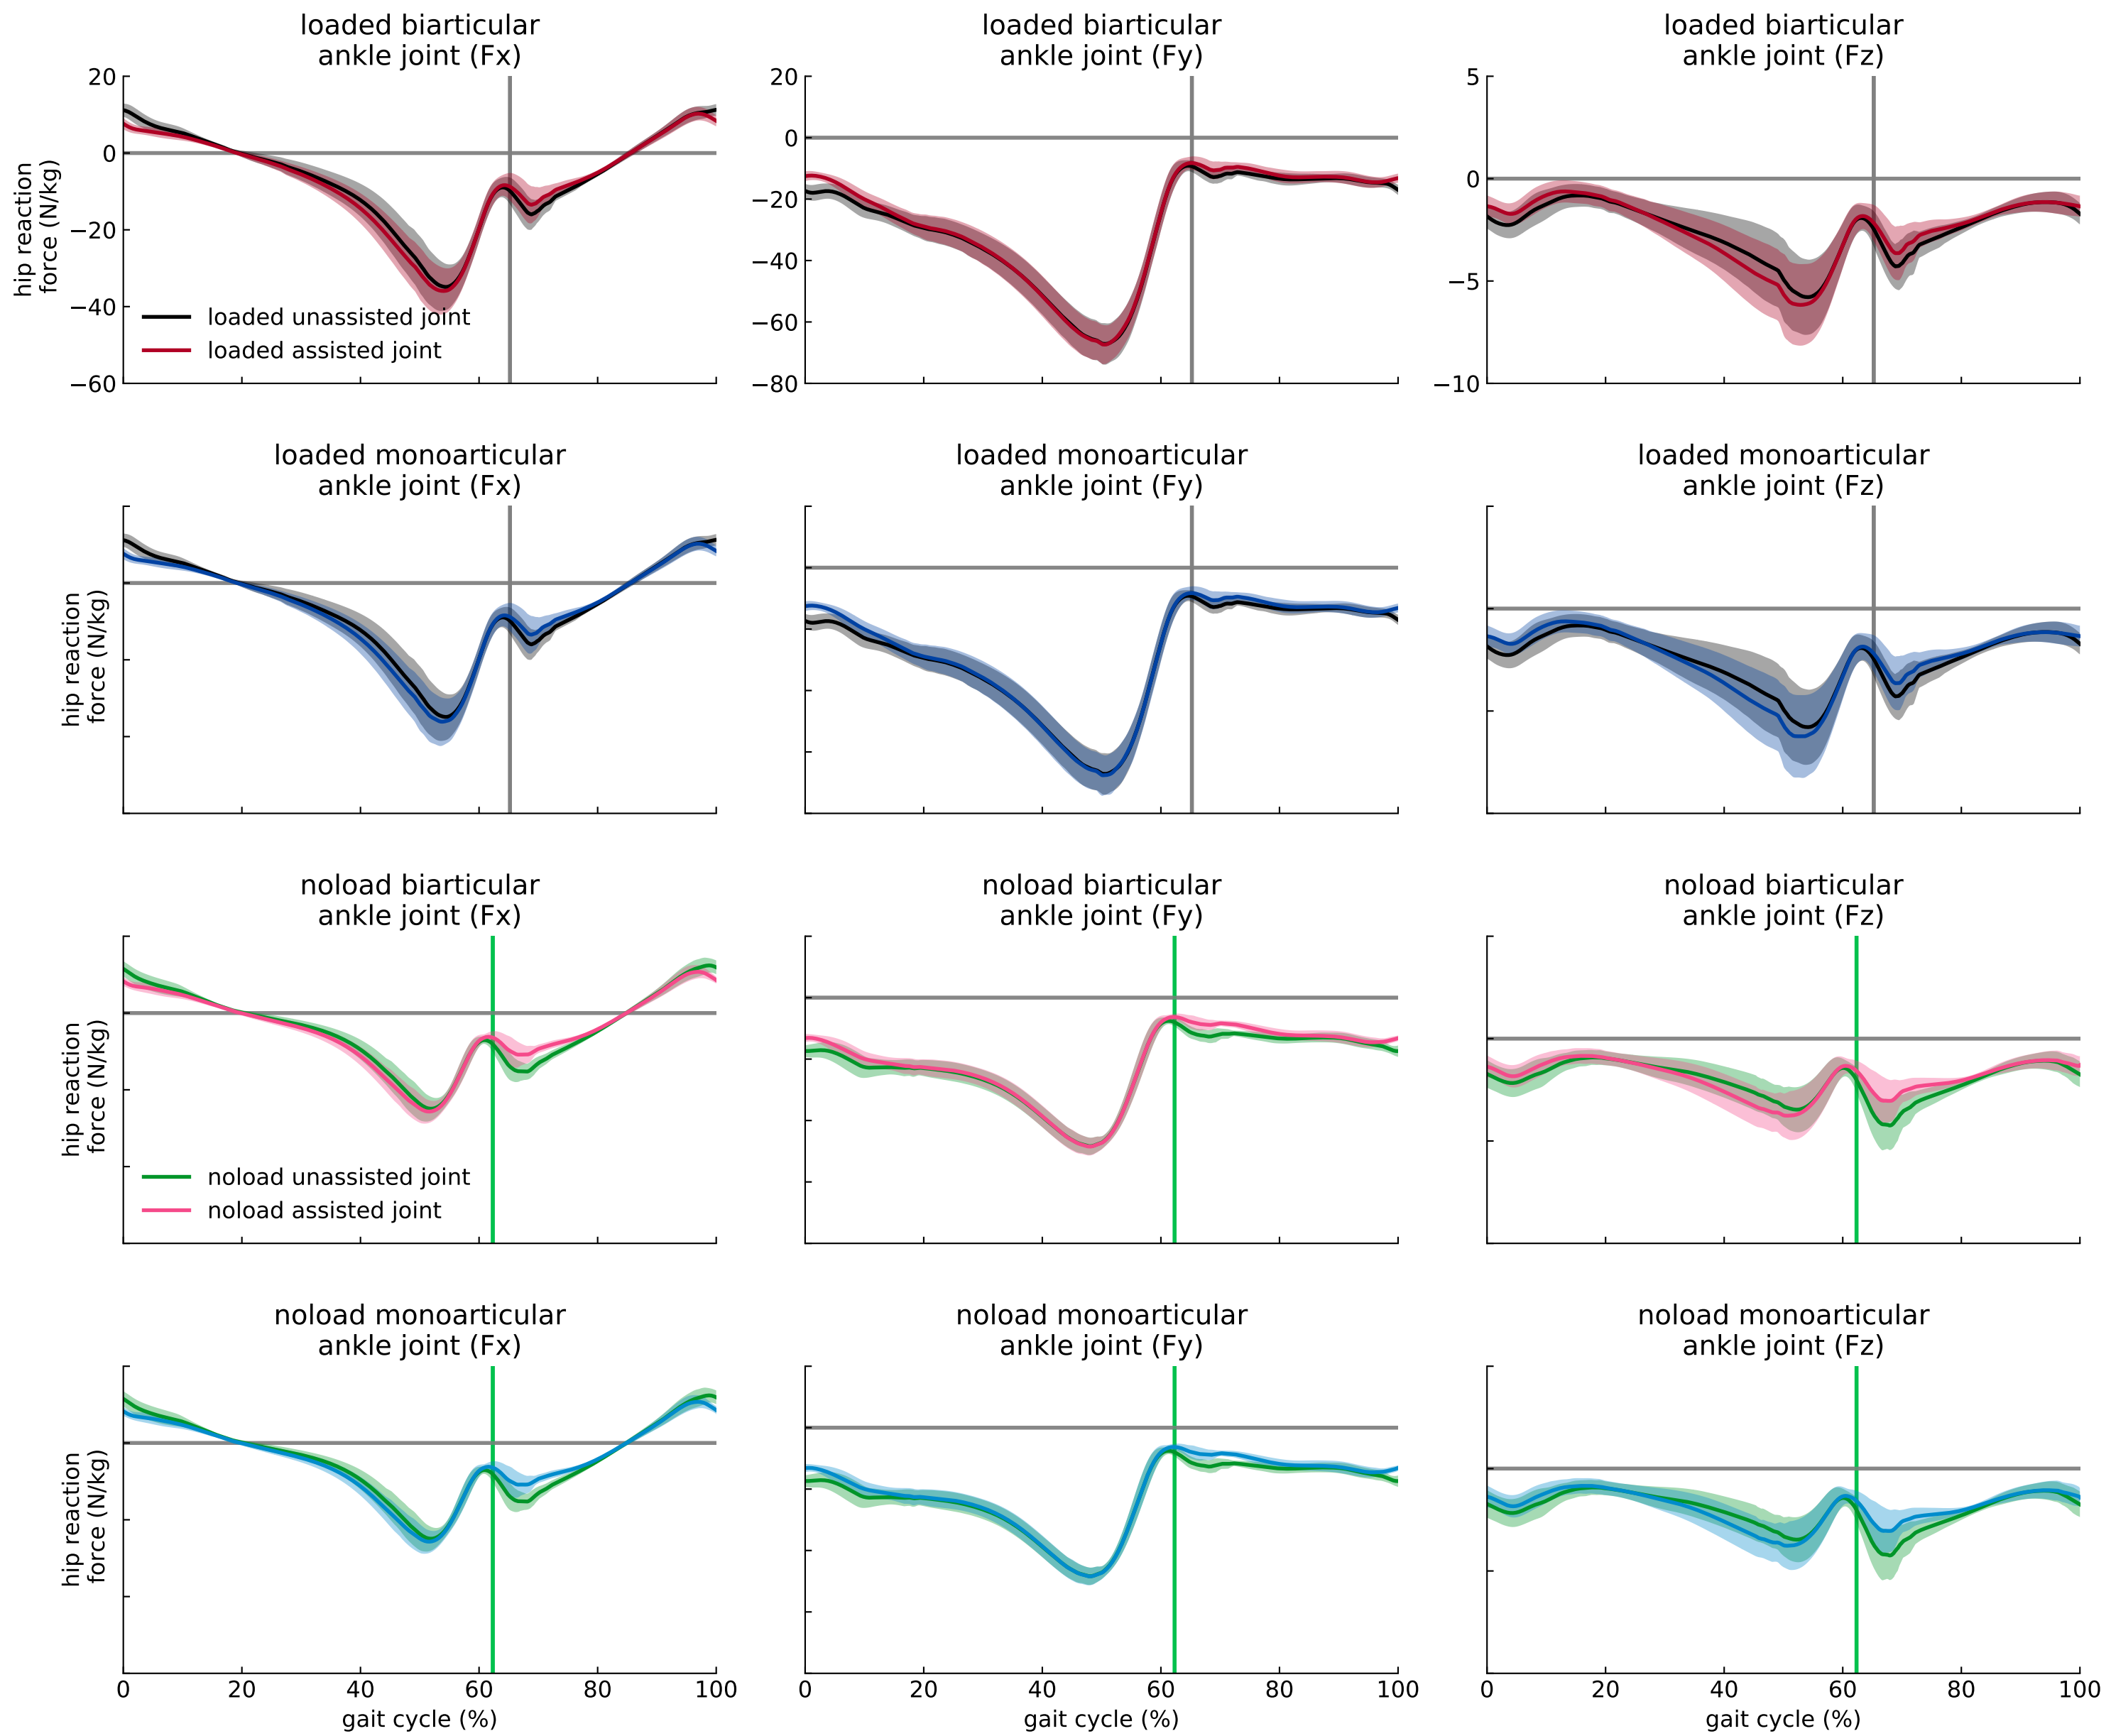 loaded biarticular
ankle joint (Fx)
loaded biarticular
ankle joint (Fy)
loaded biarticular
ankle joint (Fz)
hip reaction
force (N/kg)
20
0
−20
−40
−60
loaded unassisted joint
loaded assisted joint
20
0
−20
−40
−60
−80
5
0
−5
−10
loaded monoarticular
ankle joint (Fx)
loaded monoarticular
ankle joint (Fy)
loaded monoarticular
ankle joint (Fz)
hip reaction
force (N/kg)
noload biarticular
ankle joint (Fx)
noload biarticular
ankle joint (Fy)
noload biarticular
ankle joint (Fz)
hip reaction
force (N/kg)
noload unassisted joint
noload assisted joint
noload monoarticular
ankle joint (Fx)
noload monoarticular
ankle joint (Fy)
noload monoarticular
ankle joint (Fz)
hip reaction
force (N/kg)
0 20 40 60 80 100
gait cycle (%)
0 20 40 60 80 100
gait cycle (%)
0 20 40 60 80 100
gait cycle (%)